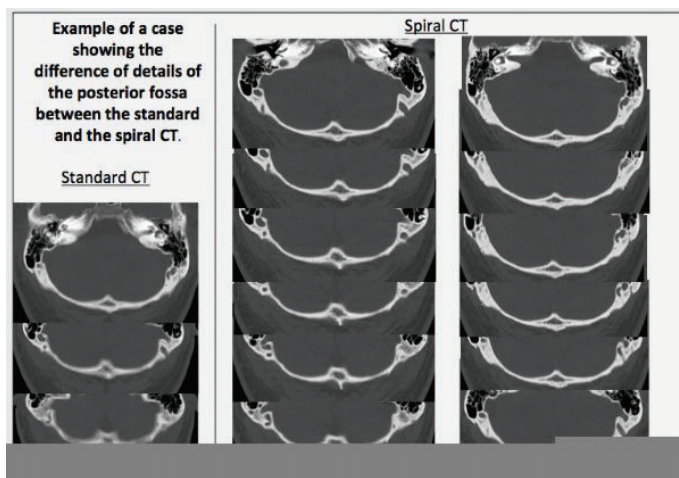 Example of a case
showing the
difference of details of
the posterior fossa
between the standard
and the spiral CT.
Standard CT
Spiral CT